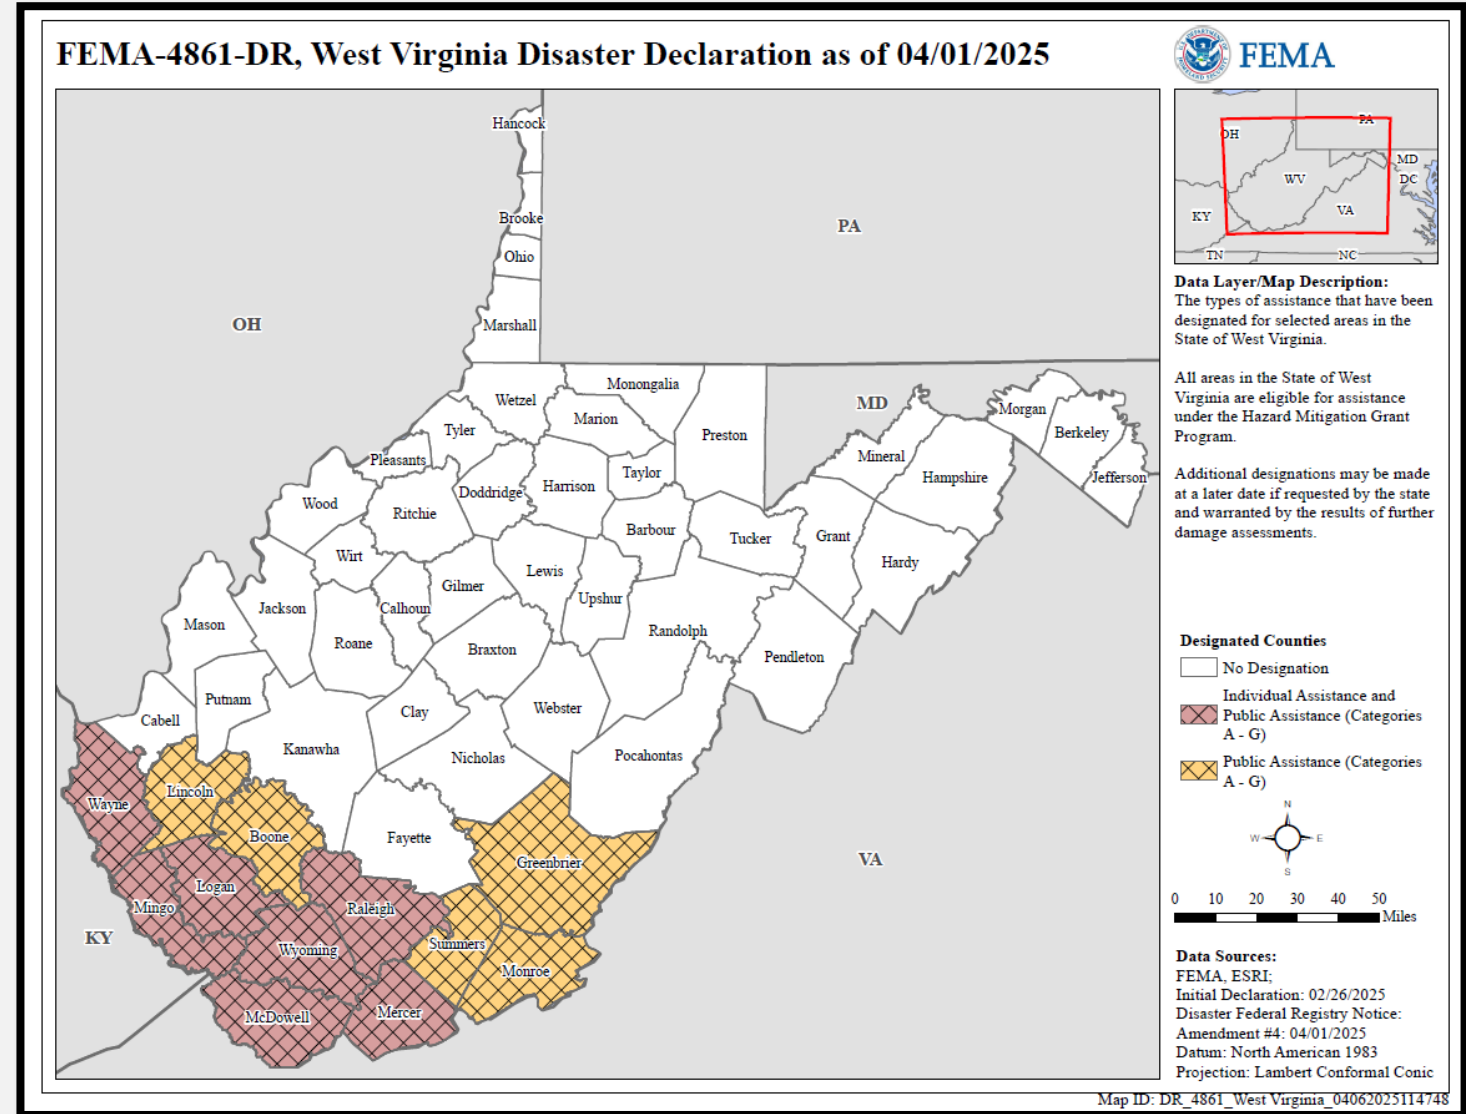 FEMA-4861-DR, West Virginia Disaster Declaration as of 04/01/2025
FEMA
Hancock
Brooke
Ohio
Marshall
PA
OH
MD
Wetzel
Monongalia
Marion
Preston
Tyler
Pleasants
Doddridge
Harrison
Taylor
Mineral
Hampshire
Morgan
Berkeley
Jefferson
Wood
Ritchie
Barbour
Tucker
Grant
Hardy
Wirt
Lewis
Gilmer
Upshur
Calhoun
Jackson
Mason
Roane
Braxton
Randolph
Pendleton
Putnam
Cabell
Clay
Webster
Kanawha
Nicholas
Pocahontas
Wayne
Lincoln
Boone
Fayette
Greenbrier
VA
Logan
Mingo
Raleigh
KY
Wyoming
Summers
Monroe
McDowell
Mercer
OH
PA
MD
DC
WV
VA
KY
TN
NC
Data Layer/Map Description:
The types of assistance that have been
designated for selected areas in the
State of West Virginia.
All areas in the State of West
Virginia are eligible for assistance
under the Hazard Mitigation Grant
Program.
Additional designations may be made
at a later date if requested by the state
and warranted by the results of further
damage assessments.
Designated Counties
No Designation
Individual Assistance and
Public Assistance (Categories
A - G)
Public Assistance (Categories
A - G)
N
W E
S
0 10 20 30 40 50
Miles
Data Sources:
FEMA, ESRI;
Initial Declaration: 02/26/2025
Disaster Federal Registry Notice:
Amendment #4: 04/01/2025
Datum: North American 1983
Projection: Lambert Conformal Conic
Map ID: DR_4861_West Virginia_04062025114748